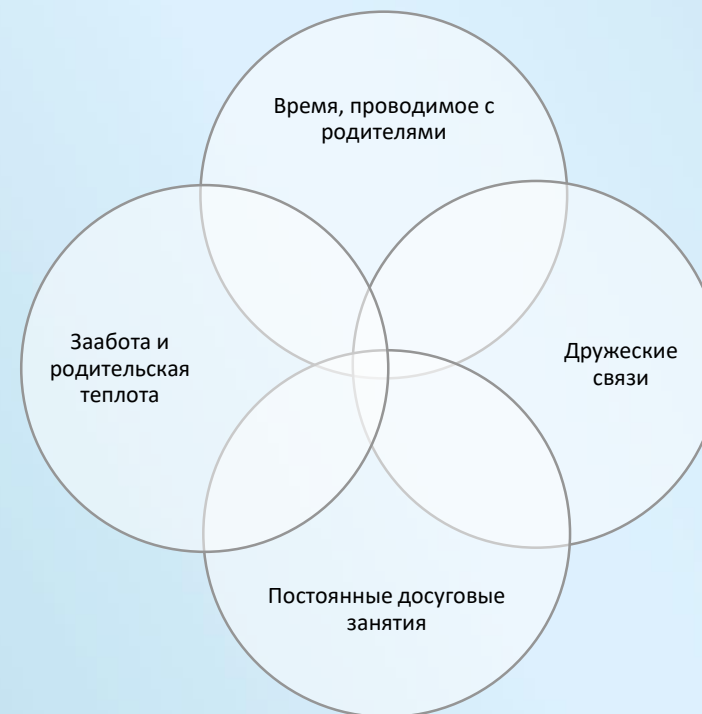 Время, проводимое с
родителями
Заабота и
родительская
теплота
Дружеские
связи
Постоянные досуговые
занятия